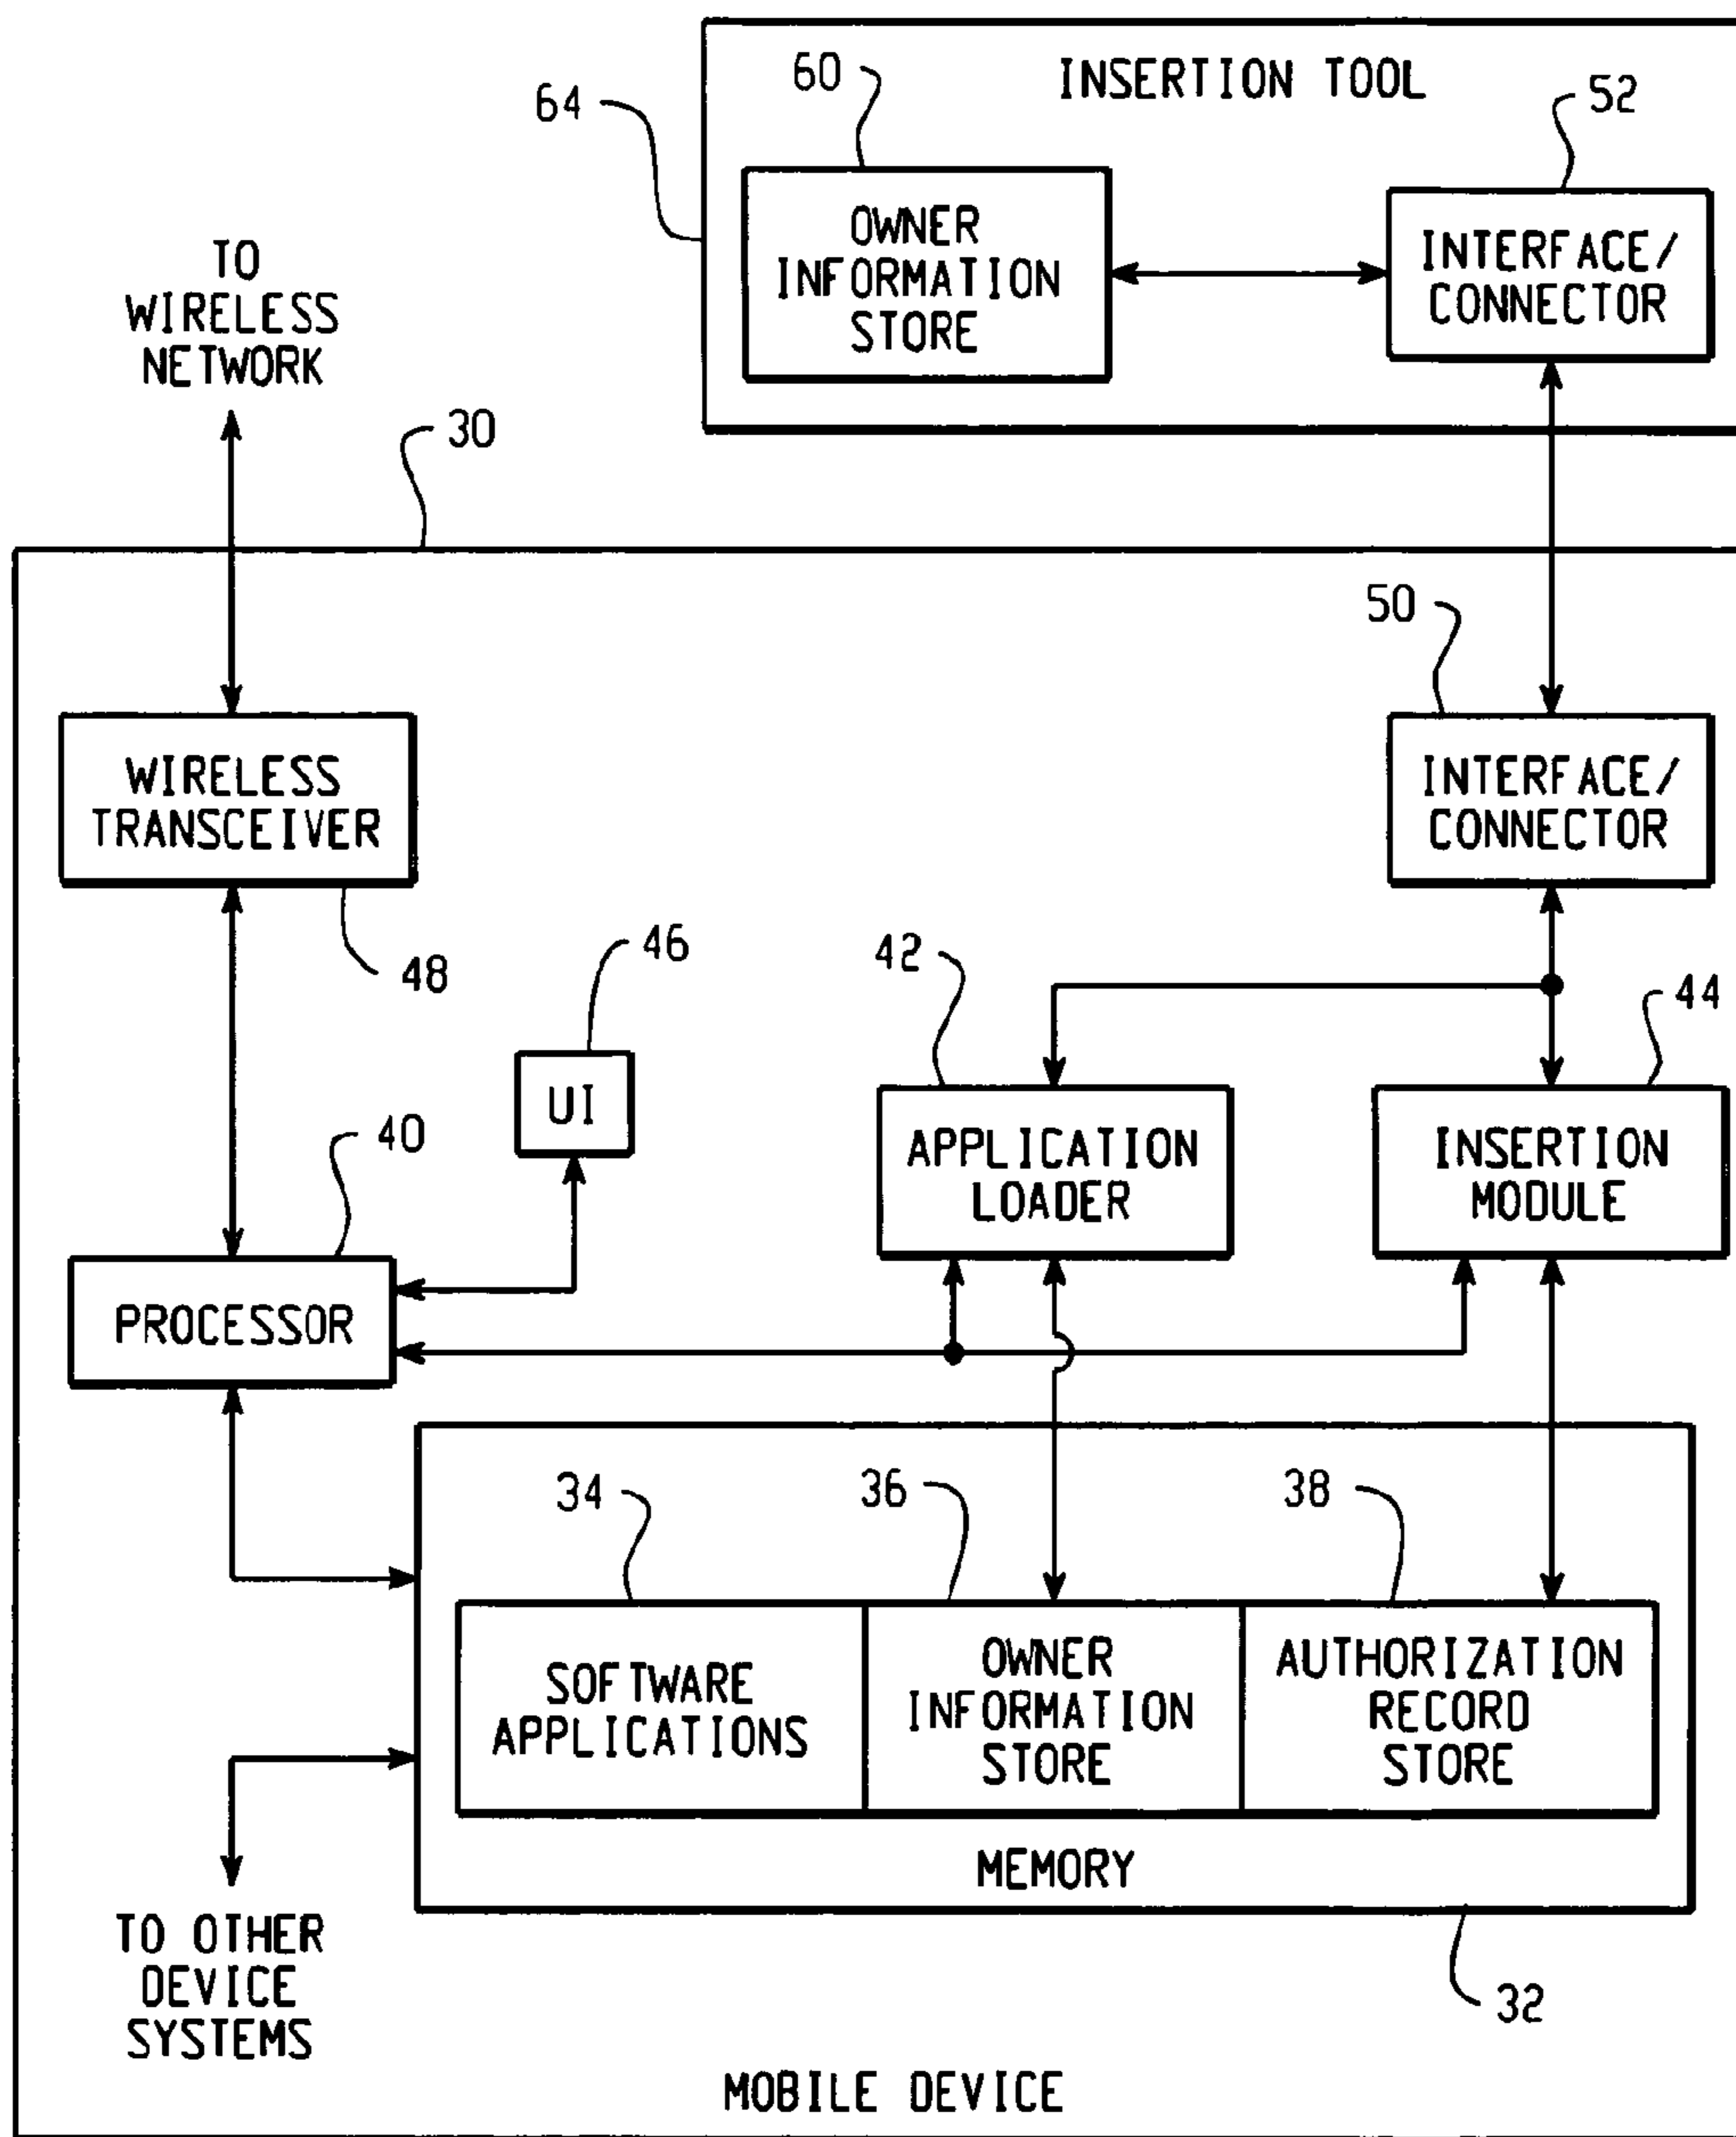 60
INSERTION TOOL
64
52
OWNER
INFORMATION
STORE
INTERFACE/
CONNECTOR
TO
WIRELESS
NETWORK
30
50
WIRELESS
TRANSCEIVER
INTERFACE/
CONNECTOR
48
46
42
44
UI
40
APPLICATION
LOADER
INSERTION
MODULE
PROCESSOR
34
36
38
SOFTWARE
APPLICATIONS
OWNER
INFORMATION
STORE
AUTHORIZATION
RECORD
STORE
MEMORY
TO OTHER
DEVICE
SYSTEMS
32
MOBILE DEVICE